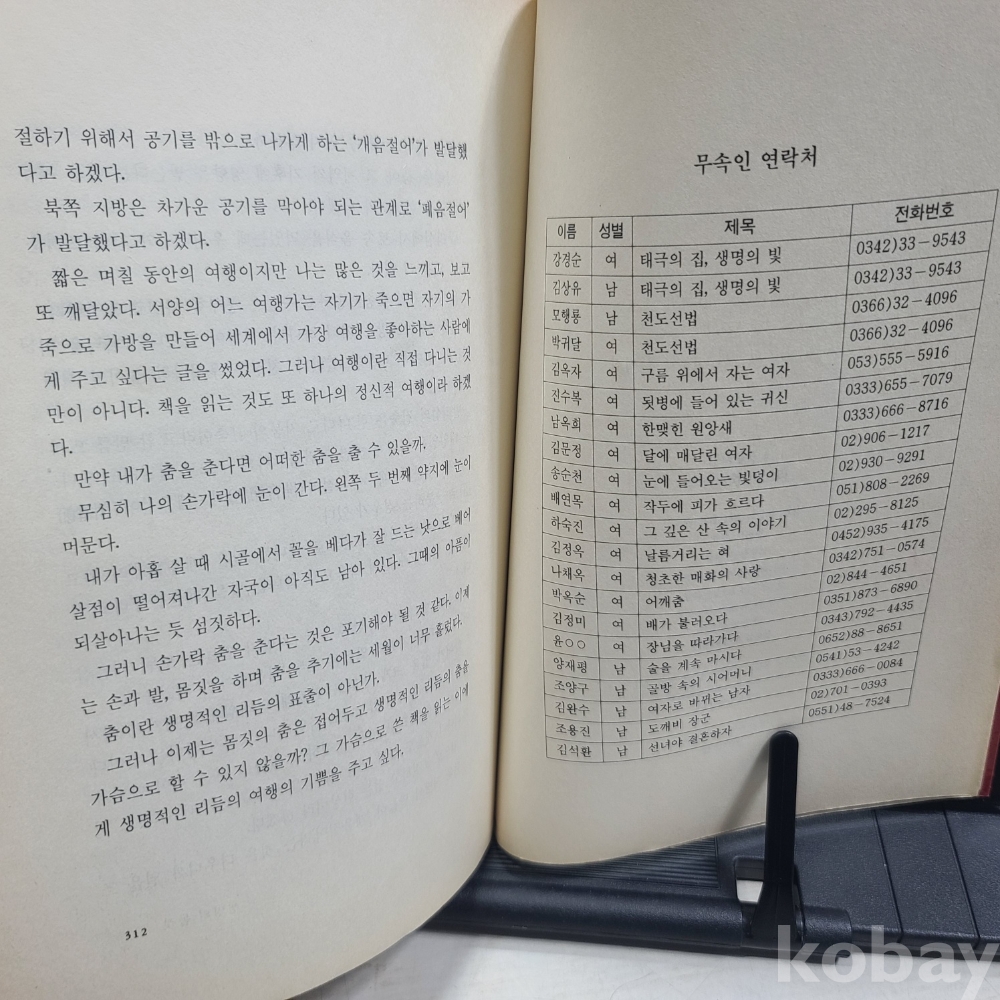 절하기 위해서 공기를 밖으로 나가게 하는 '개음절어'가 발달했
다고 하겠다.
북쪽 지방은 차가운 공기를 막아야 되는 관계로 '폐음절어'
가 발달했다고 하겠다.
짧은 며칠 동안의 여행이지만 나는 많은 것을 느끼고, 보고
또 깨달았다. 서양의 어느 여행가는 자기가 죽으면 자기의 가
죽으로 가방을 만들어 세계에서 가장 여행을 좋아하는 사람에
게 주고 싶다는 글을 썼었다. 그러나 여행이란 직접 다니는 것
만이 아니다. 책을 읽는 것도 또 하나의 정신적 여행이라 하겠
다.
만약 내가 춤을 춘다면 어떠한 춤을 출 수 있을까.
무심히 나의 손가락에 눈이 간다. 왼쪽 두 번째 약지에 눈이
머문다.
내가 아홉 살 때 시골에서 꼴을 베다가 잘 드는 낫으로 베어
살점이 떨어져나간 자국이 아직도 남아 있다. 그때의 아픔이
되살아나는 듯 섬짓하다.
그러니 손가락 춤을 춘다는 것은 포기해야 될 것 같다. 이제
는 손과 발, 몸짓을 하며 춤을 추기에는 세월이 너무 흘렀다.
춤이란 생명적인 리듬의 표출이 아닌가.
그러나 이제는 몸짓의 춤은 접어두고 생명적인 리듬의 춤을
가슴으로 할 수 있지 않을까? 그 가슴으로 쓴 책을 읽는 이에
게 생명적인 리듬의 여행의 기쁨을 주고 싶다.
312
무속인 연락처
이름 성별 제목 전화번호
강경순 여 태극의 집, 생명의 빛 0342)33-9543
김상유 남 태극의 집, 생명의 빛 0342)33-9543
모행룡 남 천도선법 0366)32-4096
박귀달 여 천도선법 0366)32-4096
김옥자 여 구름 위에서 자는 여자 053)555-5916
진수복 여 됫병에 들어 있는 귀신 0333)655-7079
남옥희 여 한맺힌 원앙새 0333)666-8716
김문정 여 달에 매달린 여자 02)906-1217
송순천 여 눈에 들어오는 빛덩이 02)930-9291
배연목 여 작두에 피가 흐르다 051)808-2269
하숙진 여 그 깊은 산 속의 이야기 02)295-8125
김정옥 여 날름거리는 혀 0452)935-4175
나채옥 여 청초한 매화의 사랑 0342)751-0574
박옥순 여 어깨춤 02)844-4651
김정미 여 배가 불러오다 0351)873-6890
윤○○ 여 장님을 따라가다 0343)792-4435
양재평 남 술을 계속 마시다 0652)88-8651
조양구 남 골방 속의 시어머니 0541)53-4242
김완수 남 여자로 바뀌는 남자 0333)666-0084
조용진 남 도깨비 장군 02)701-0393
김석환 남 선녀야 결혼하자 0551)48-7524
kobay